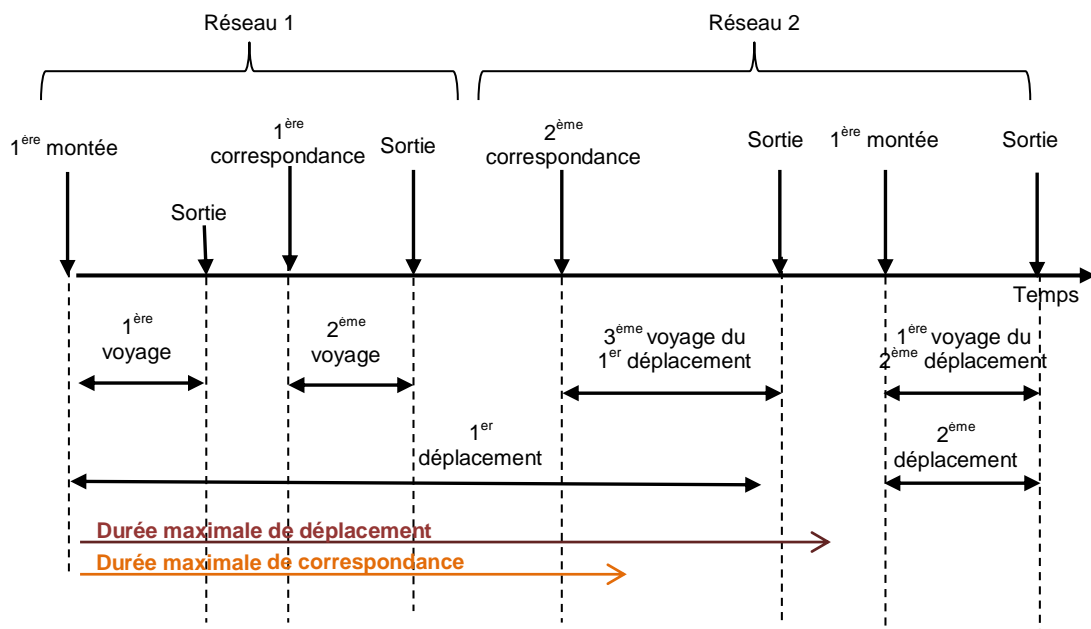 Réseau 1
Réseau 2
1ère montée
1ère
correspondance
Sortie
2ème
correspondance
Sortie
1ère montée
Sortie
Sortie
Temps
1ère
voyage
2ème
voyage
3ème voyage du
1er déplacement
1ère voyage du
2ème déplacement
1er
déplacement
2ème
déplacement
Durée maximale de déplacement
Durée maximale de correspondance